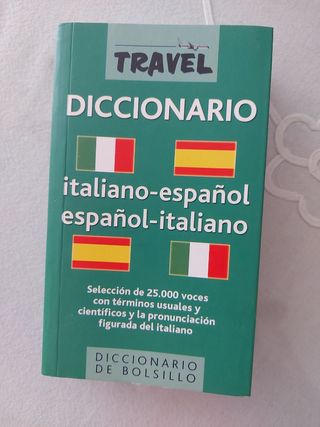 TRAVEL
DICCIONARIO
italiano-español
español-italiano
Selección de 25.000 voces
con términos usuales y
científicos y la pronunciación
figurada del italiano
DICCIONARIO
DE BOLSILLO